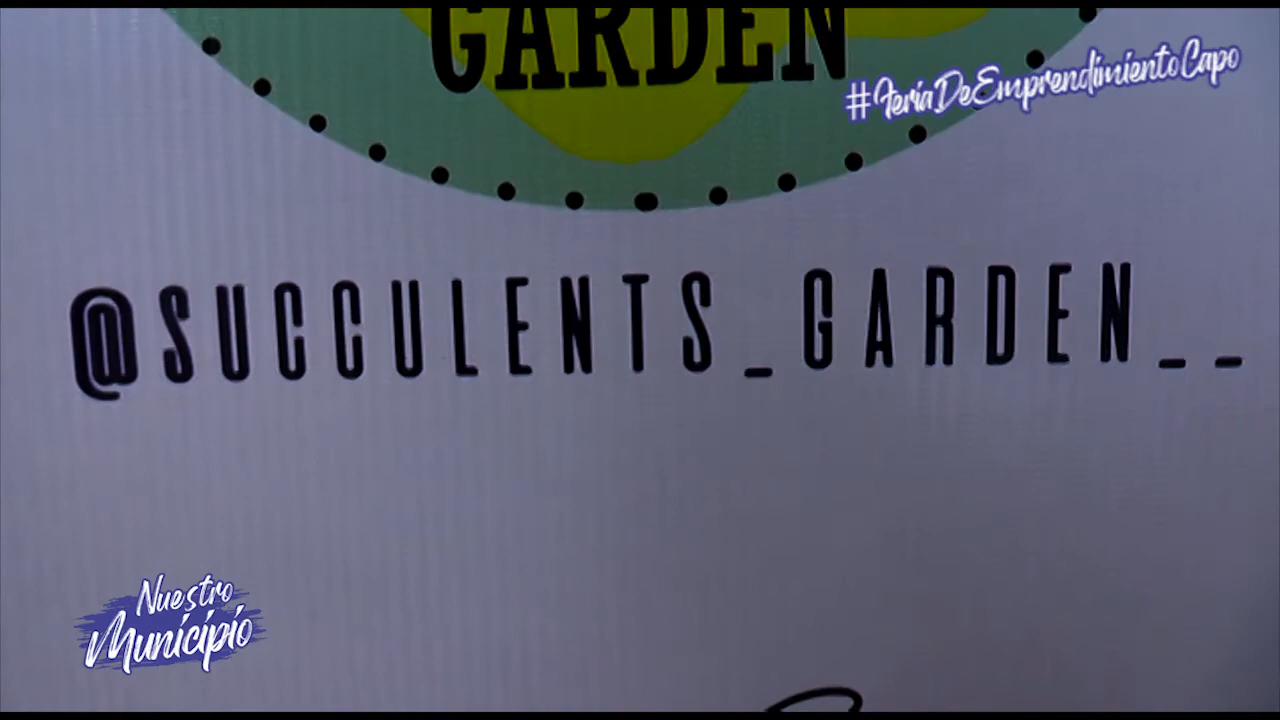 GARDEN
#FeriaDeEmprendimientoCapo
@SUCCULENTS_GARDEN__
Nuestro
Municipio